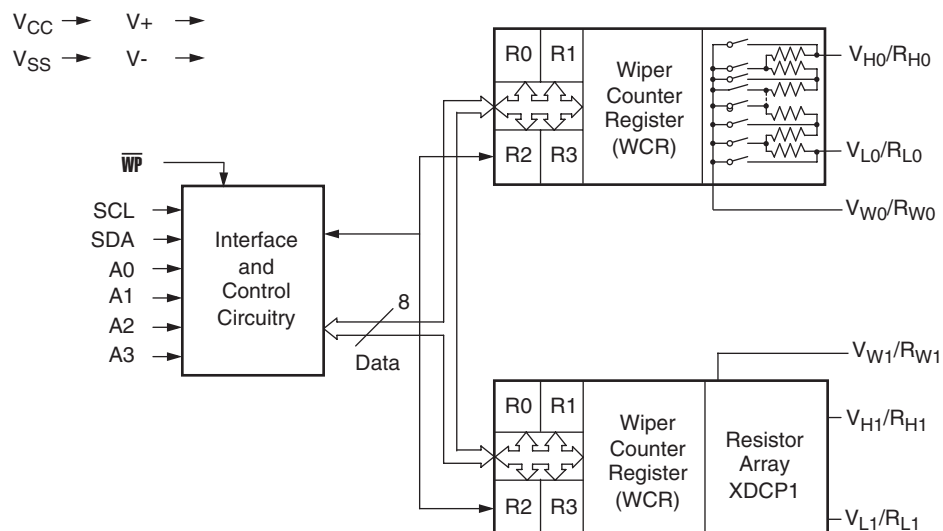 VCC V+
VSS V-
WP
SCL
SDA
A0
A1
A2
A3
Interface
and
Control
Circuitry
8
Data
R0 R1
R2 R3
Wiper
Counter
Register
(WCR)
VH0/RH0
VL0/RL0
VW0/RW0
VW1/RW1
R0 R1
R2 R3
Wiper
Counter
Register
(WCR)
Resistor
Array
XDCP1
VH1/RH1
VL1/RL1